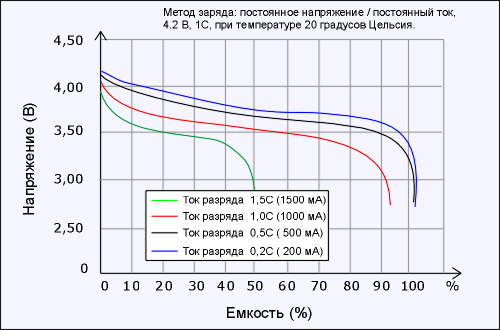 Метод заряда: постоянное напряжение / постоянный ток,
4.2 В, 1С, при температуре 20 градусов Цельсия.
Напряжение (В)
4,50
4,00
3,50
3,00
2,50
0
Ток разряда 1,5С (1500 мА)
Ток разряда 1,0С (1000 мА)
Ток разряда 0,5С ( 500 мА)
Ток разряда 0,2С ( 200 мА)
0 10 20 30 40 50 60 70 80 90 100 %
Емкость (%)